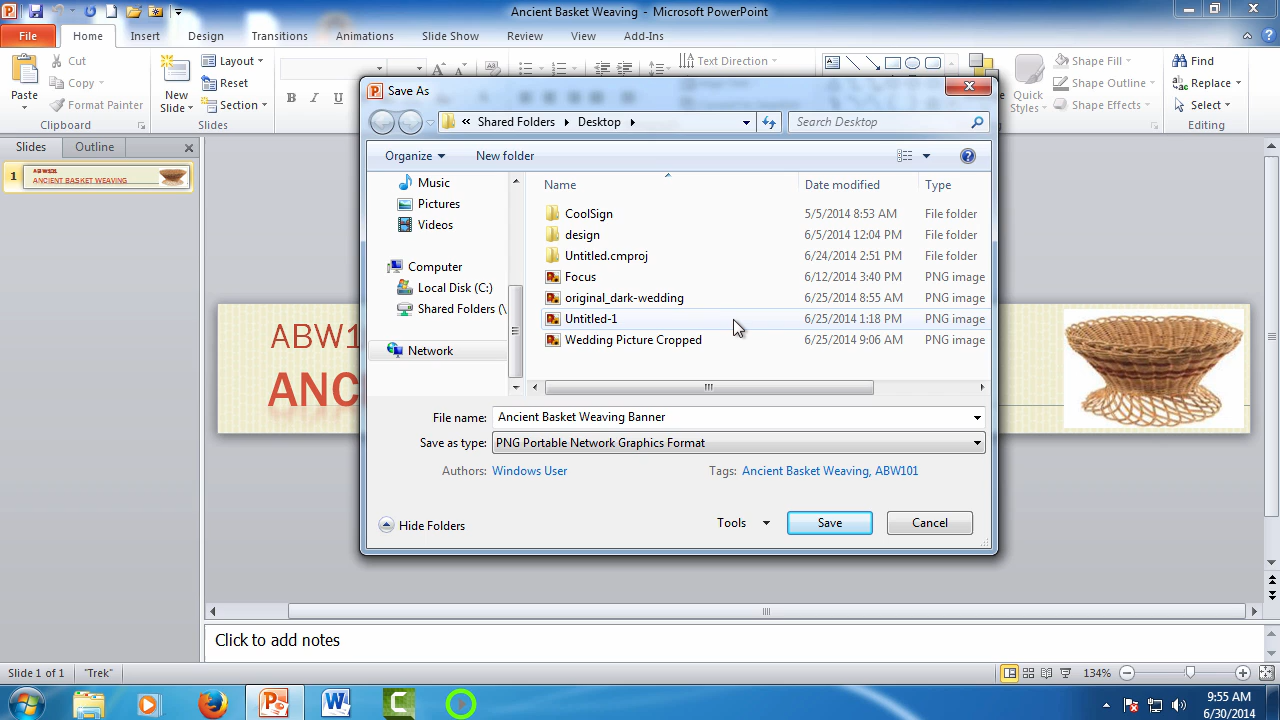 Ancient Basket Weaving - Microsoft PowerPoint
File Home Insert Design Transitions Animations Slide Show Review View Add-Ins
Paste
Cut
Copy
Format Painter
Clipboard
New
Slide
Layout
Reset
Section
Slides
B I U
Text Direction
Quick
Styles
Shape Fill
Shape Outline
Shape Effects
Find
Replace
Select
Editing
Slides Outline
1
ABW101
ANCIENT BASKET WEAVING
ABW1
ANC
Save As
Shared Folders Desktop
Search Desktop
Organize New folder
Music
Pictures
Videos
Computer
Local Disk (C:)
Shared Folders (\
Network
Name Date modified Type
CoolSign 5/5/2014 8:53 AM File folder
design 6/5/2014 12:04 PM File folder
Untitled.cmproj 6/24/2014 2:51 PM File folder
Focus 6/12/2014 3:40 PM PNG image
original_dark-wedding 6/25/2014 8:55 AM PNG image
Untitled-1 6/25/2014 1:18 PM PNG image
Wedding Picture Cropped 6/25/2014 9:06 AM PNG image
File name: Ancient Basket Weaving Banner
Save as type: PNG Portable Network Graphics Format
Authors: Windows User Tags: Ancient Basket Weaving, ABW101
Hide Folders Tools Save Cancel
Click to add notes
Slide 1 of 1 "Trek" 134%
9:55 AM
6/30/2014